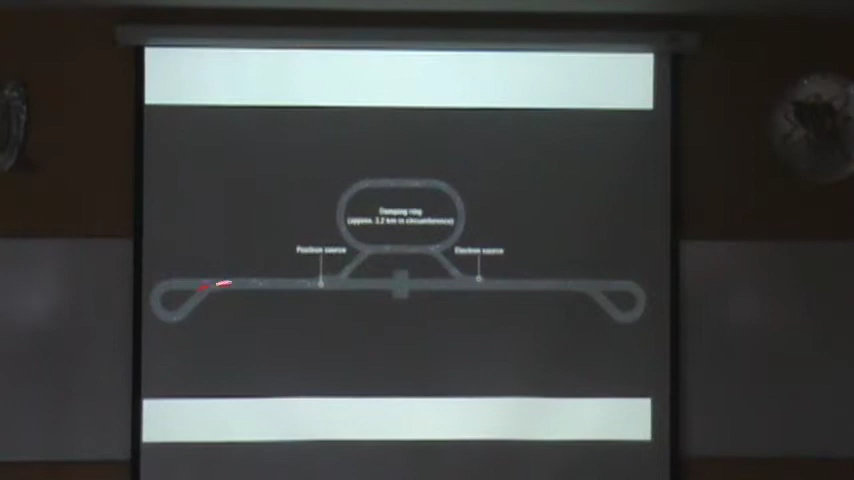 Damping ring
(approx. 3.2 km in circumference)
Positron source
Electron source